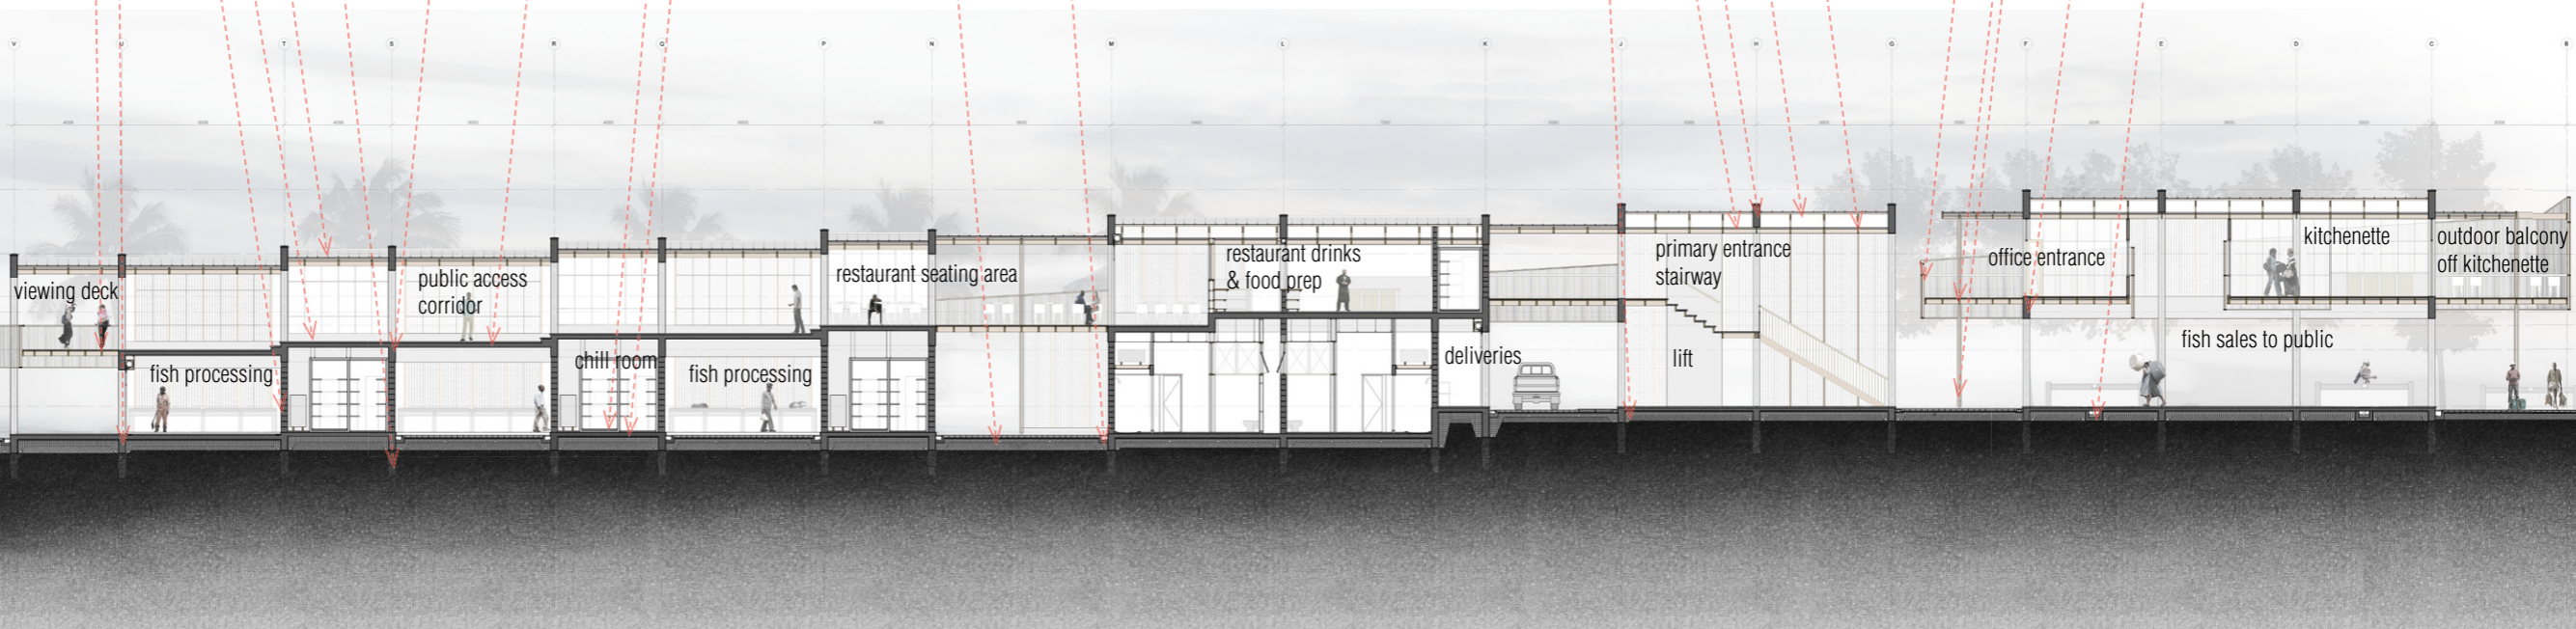 V U T S R Q P N M L K J H G F E D C B
viewing deck
fish processing
public access
corridor
chill room
fish processing
restaurant seating area
restaurant drinks
& food prep
deliveries
primary entrance
stairway
lift
office entrance
fish sales to public
kitchenette
outdoor balcony
off kitchenette